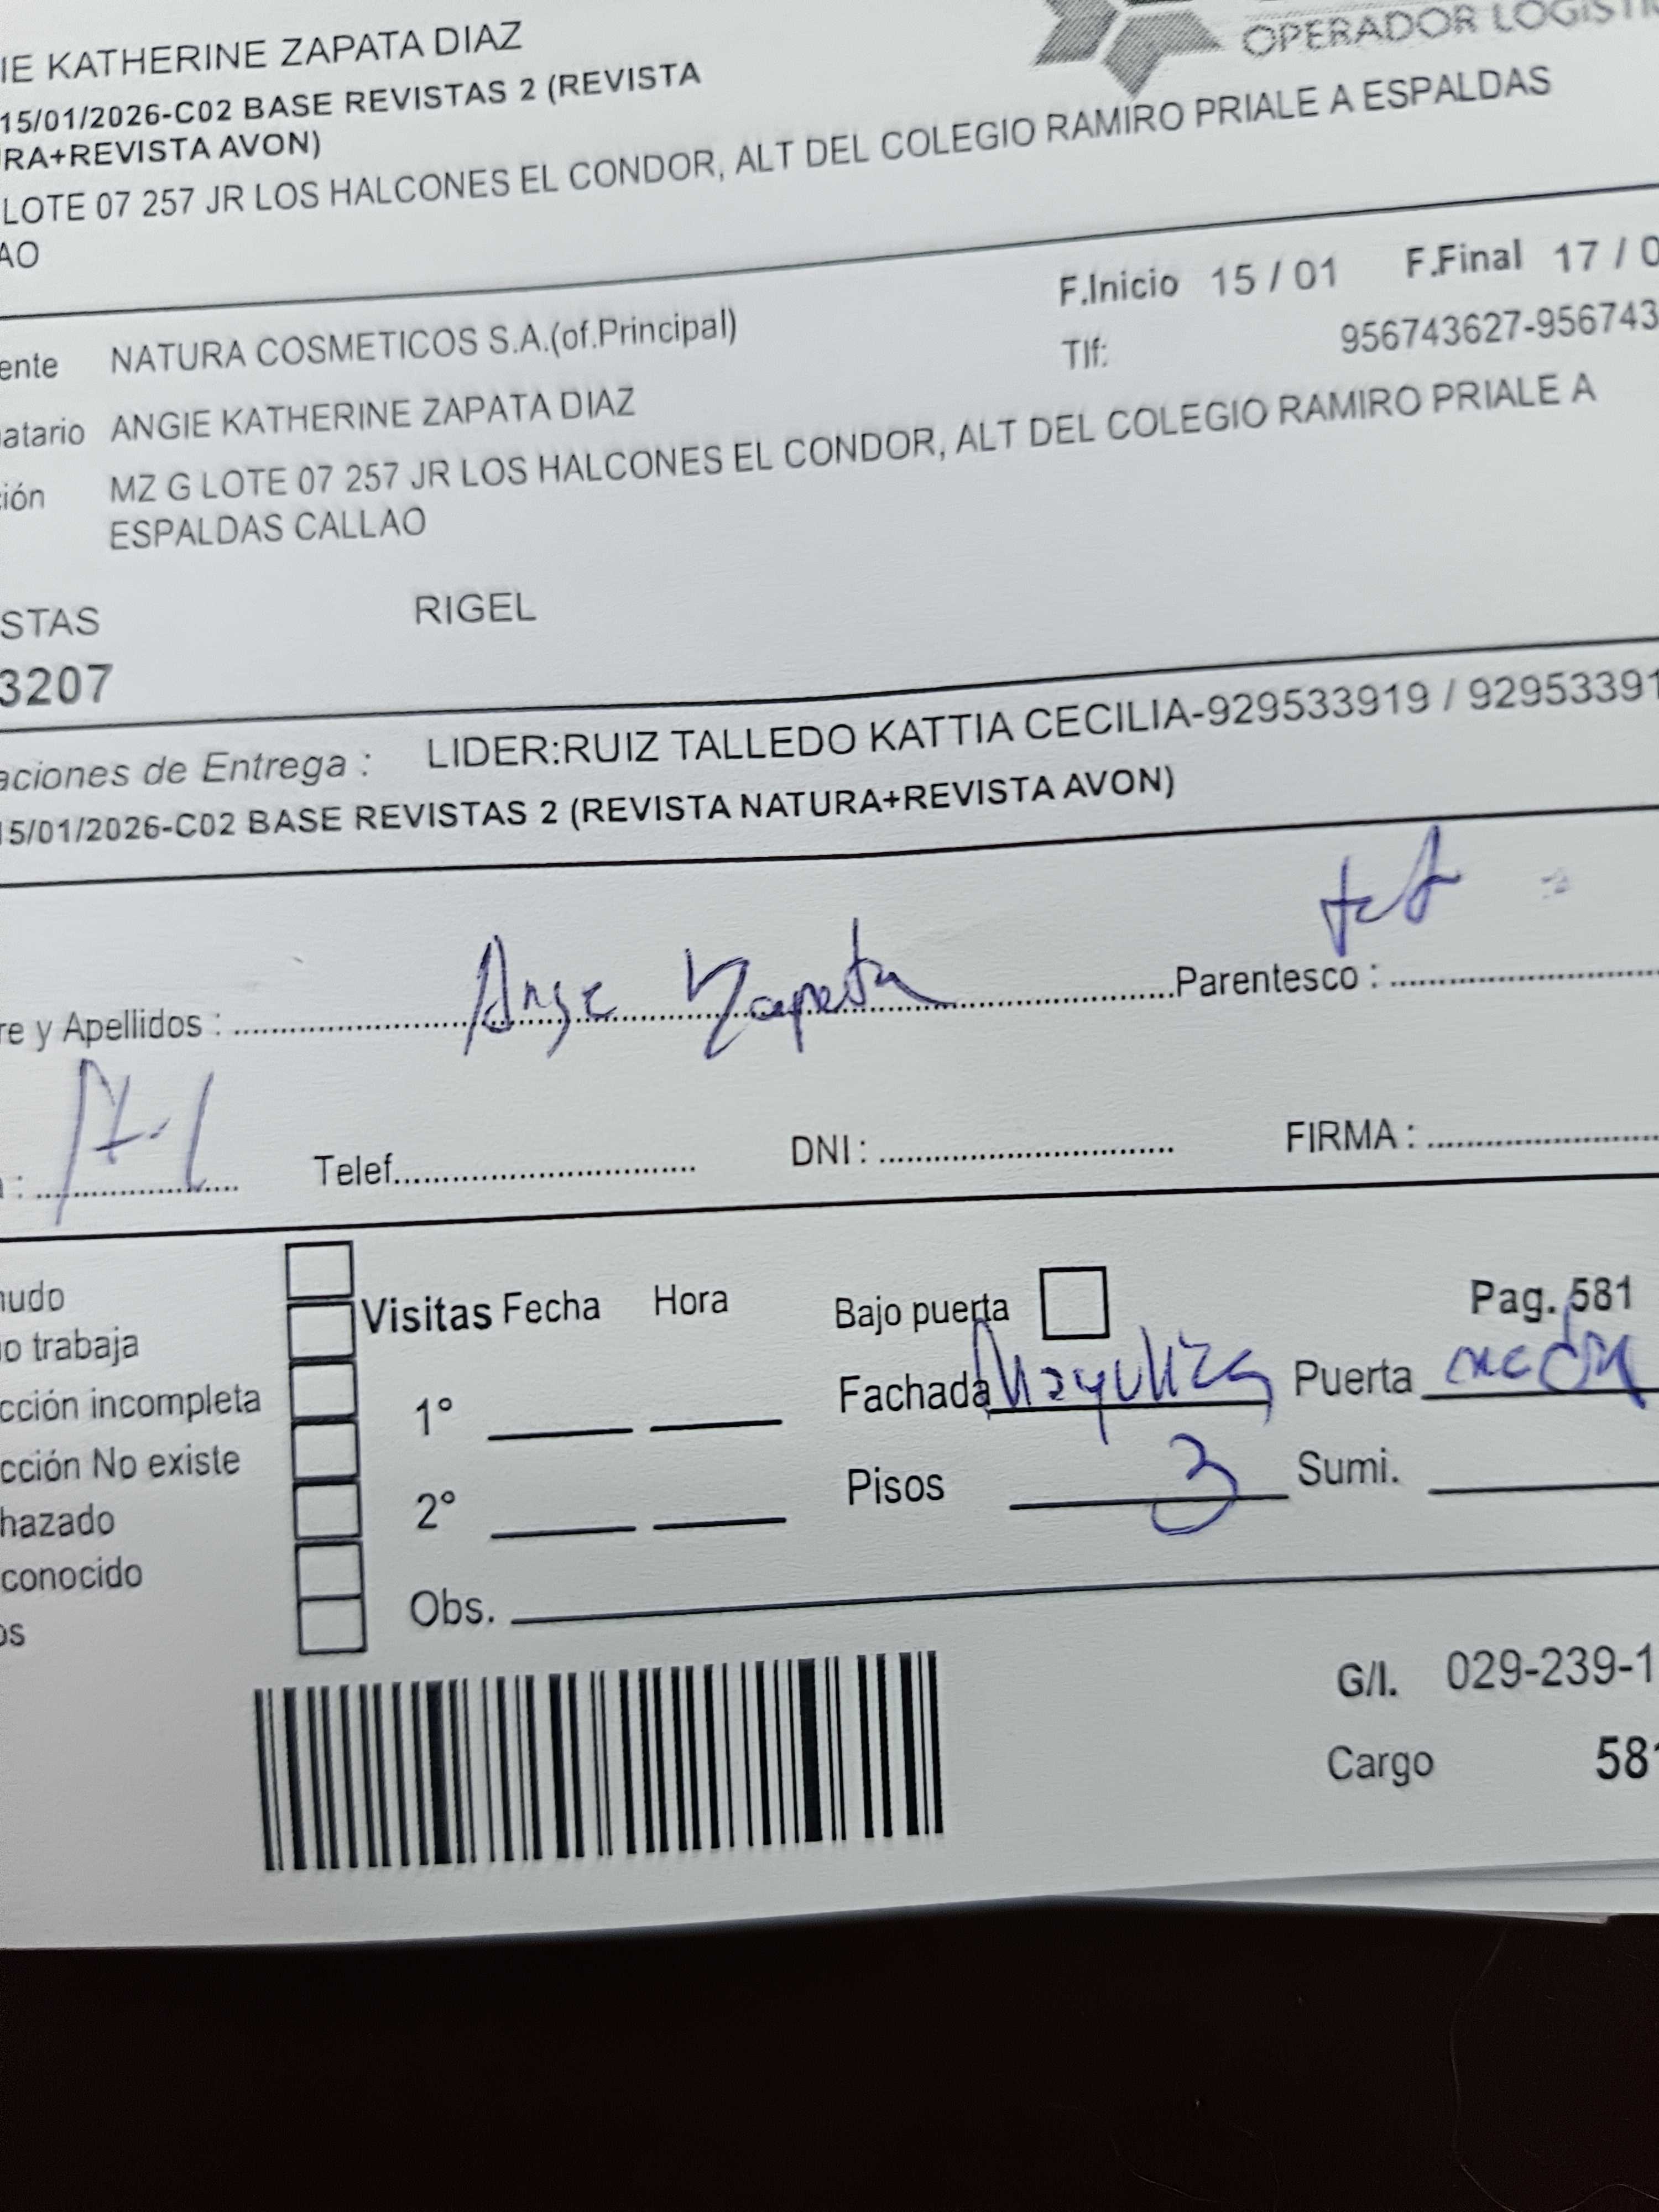 IE KATHERINE ZAPATA DIAZ
OPERADOR LOGISTI
15/01/2026-C02 BASE REVISTAS 2 (REVISTA
RA+REVISTA AVON)
LOTE 07 257 JR LOS HALCONES EL CONDOR, ALT DEL COLEGIO RAMIRO PRIALE A ESPALDAS
AO
F.Inicio 15 / 01 F.Final 17 / 0
ente NATURA COSMETICOS S.A.(of.Principal)
Tlf: 956743627-956743
atario ANGIE KATHERINE ZAPATA DIAZ
ión MZ G LOTE 07 257 JR LOS HALCONES EL CONDOR, ALT DEL COLEGIO RAMIRO PRIALE A
ESPALDAS CALLAO
STAS RIGEL
3207
aciones de Entrega : LIDER:RUIZ TALLEDO KATTIA CECILIA-929533919 / 92953391
15/01/2026-C02 BASE REVISTAS 2 (REVISTA NATURA+REVISTA AVON)
re y Apellidos : Ange Zapata Parentesco :
Telef. DNI : FIRMA :
nudo
o trabaja
cción incompleta
cción No existe
hazado
conocido
os
Visitas Fecha Hora
1°
2°
Obs.
Bajo puerta Pag. 581
Fachada Puerta
Pisos 3 Sumi.
G/I. 029-239-1
Cargo 581